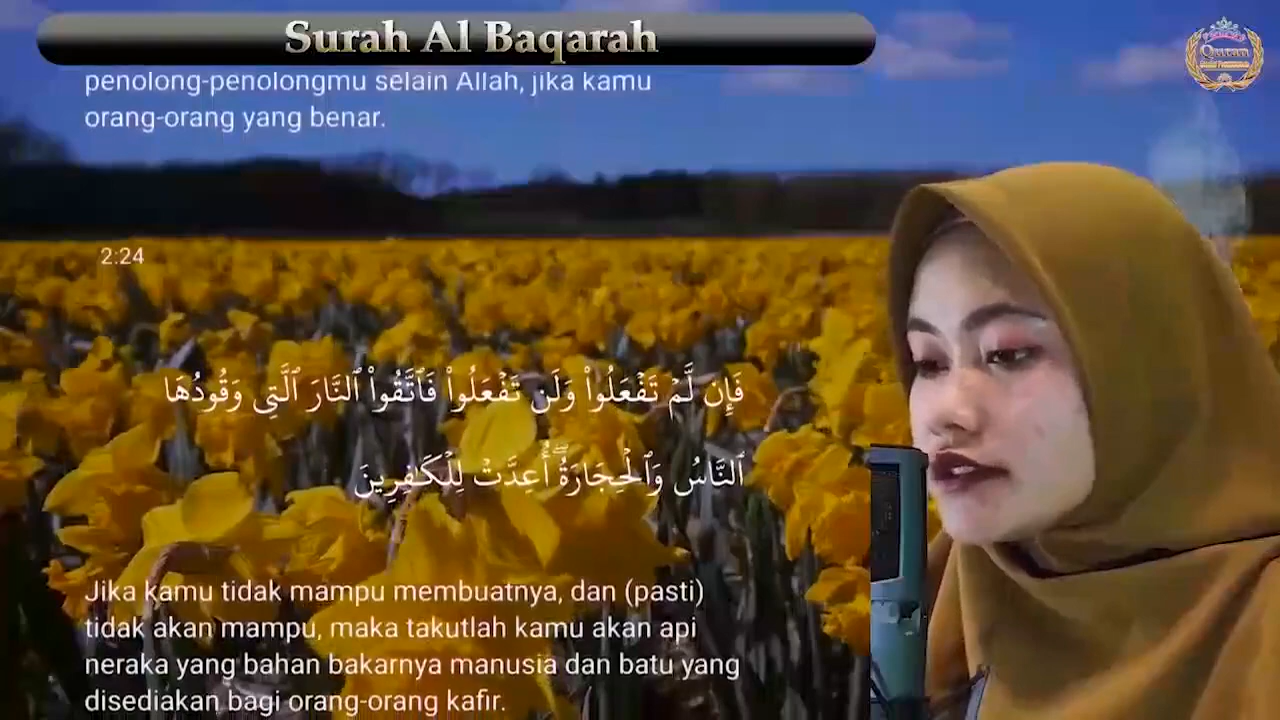 Surah Al Baqarah
Quran
penolong-penolongmu selain Allah, jika kamu
orang-orang yang benar.
2:24
فَإِن لَّمْ تَفْعَلُوا۟ وَلَن تَفْعَلُوا۟ فَٱتَّقُوا۟ ٱلنَّارَ ٱلَّتِى وَقُودُهَا
ٱلنَّاسُ وَٱلْحِجَارَةُ ۖ أُعِدَّتْ لِلْكَـٰفِرِينَ
Jika kamu tidak mampu membuatnya, dan (pasti)
tidak akan mampu, maka takutlah kamu akan api
neraka yang bahan bakarnya manusia dan batu yang
disediakan bagi orang-orang kafir.